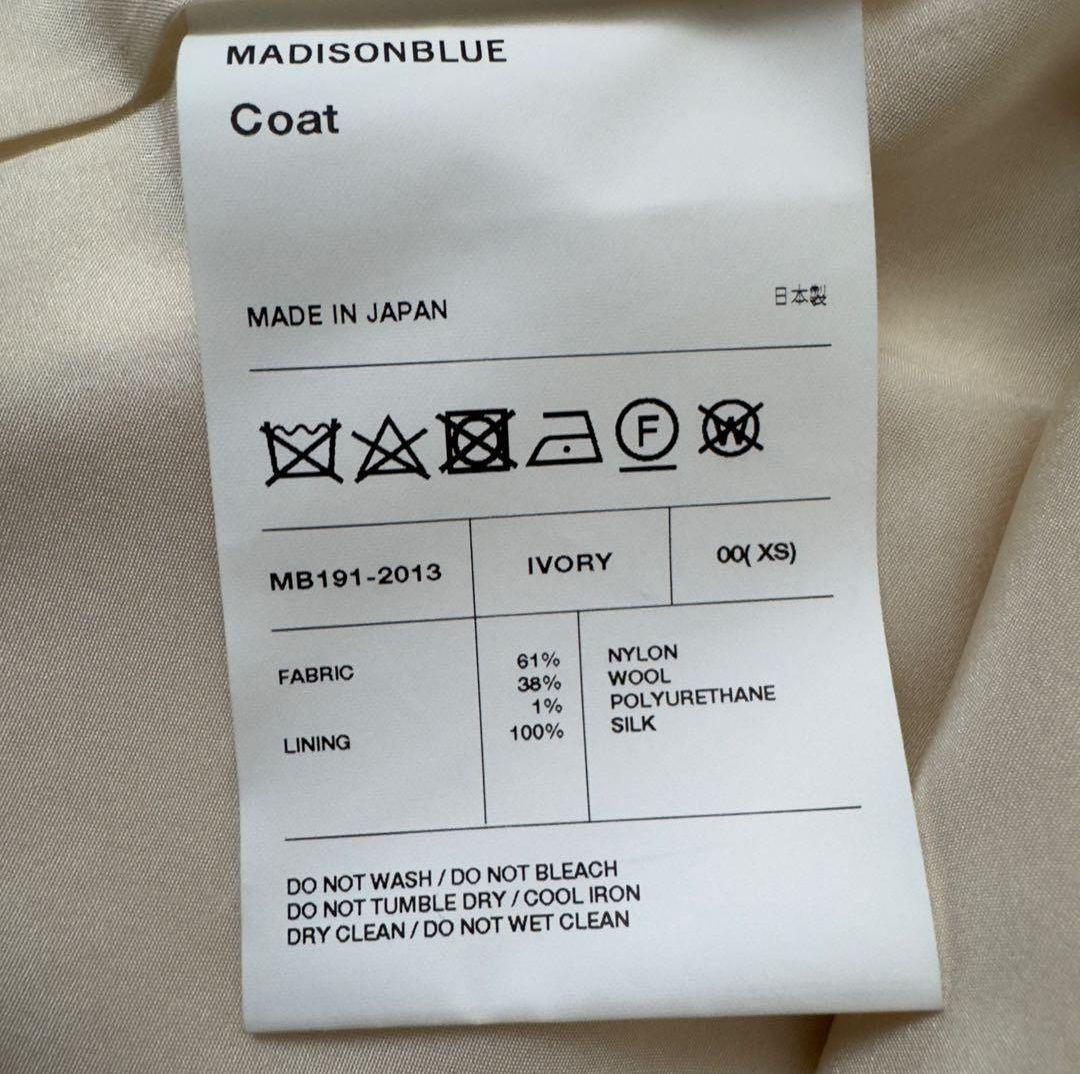 MADISONBLUE
Coat
MADE IN JAPAN 日本製
F W
MB191-2013 IVORY 00( XS)
FABRIC 61% NYLON
38% WOOL
1% POLYURETHANE
LINING 100% SILK
DO NOT WASH / DO NOT BLEACH
DO NOT TUMBLE DRY / COOL IRON
DRY CLEAN / DO NOT WET CLEAN